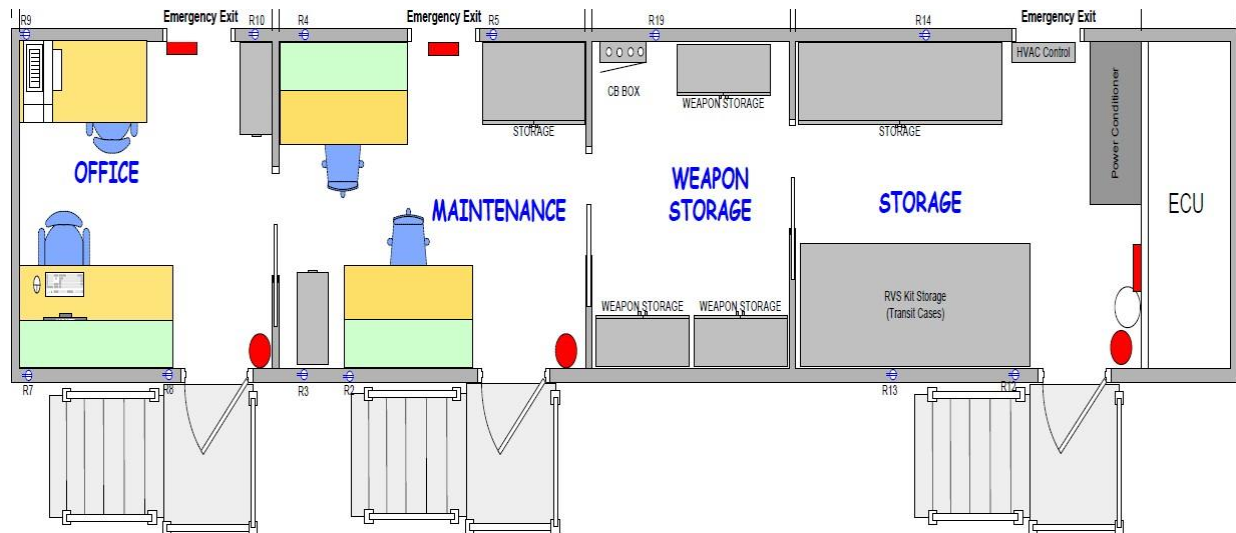 R9
Emergency Exit
R10
R4
Emergency Exit
R5
R19
R14
Emergency Exit
HVAC Control
CB BOX
WEAPON STORAGE
STORAGE
STORAGE
Power Conditioner
OFFICE
MAINTENANCE
WEAPON
STORAGE
STORAGE
ECU
RVS Kit Storage
(Transit Cases)
WEAPON STORAGE
WEAPON STORAGE
R7
R8
R3
R2
R13
R12